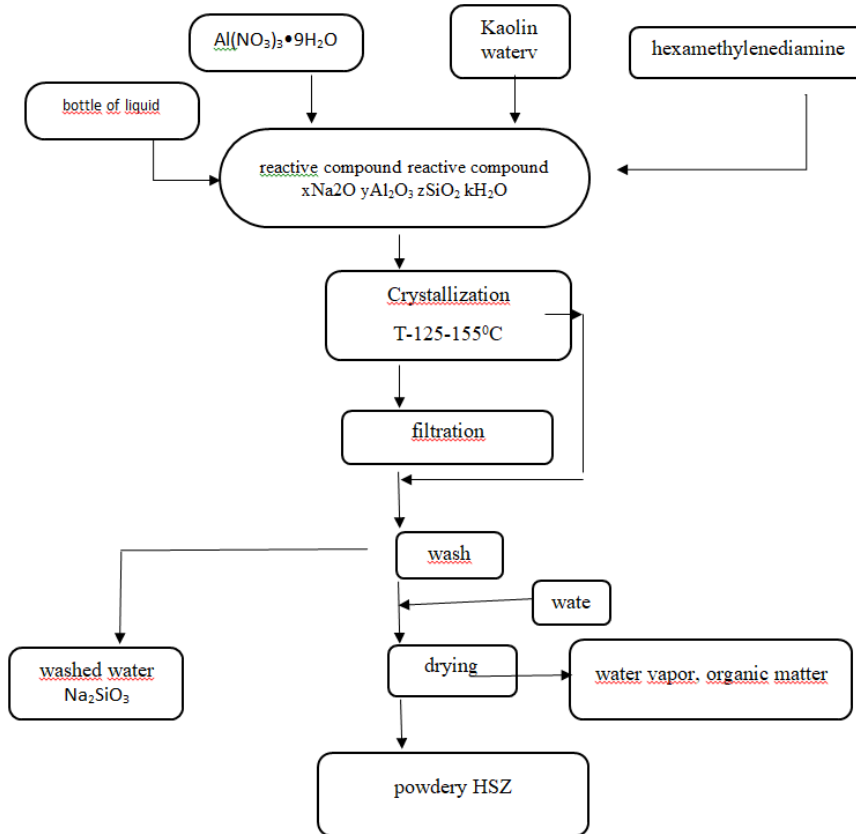 Al(NO₃)₃•9H₂O
Kaolin
waterv
hexamethylenediamine
bottle of liquid
reactive compound reactive compound
xNa2O yAl₂O₃ zSiO₂ kH₂O
Crystallization
T-125-155⁰C
filtration
wash
wate
washed water
Na₂SiO₃
drying
water vapor, organic matter
powdery HSZ